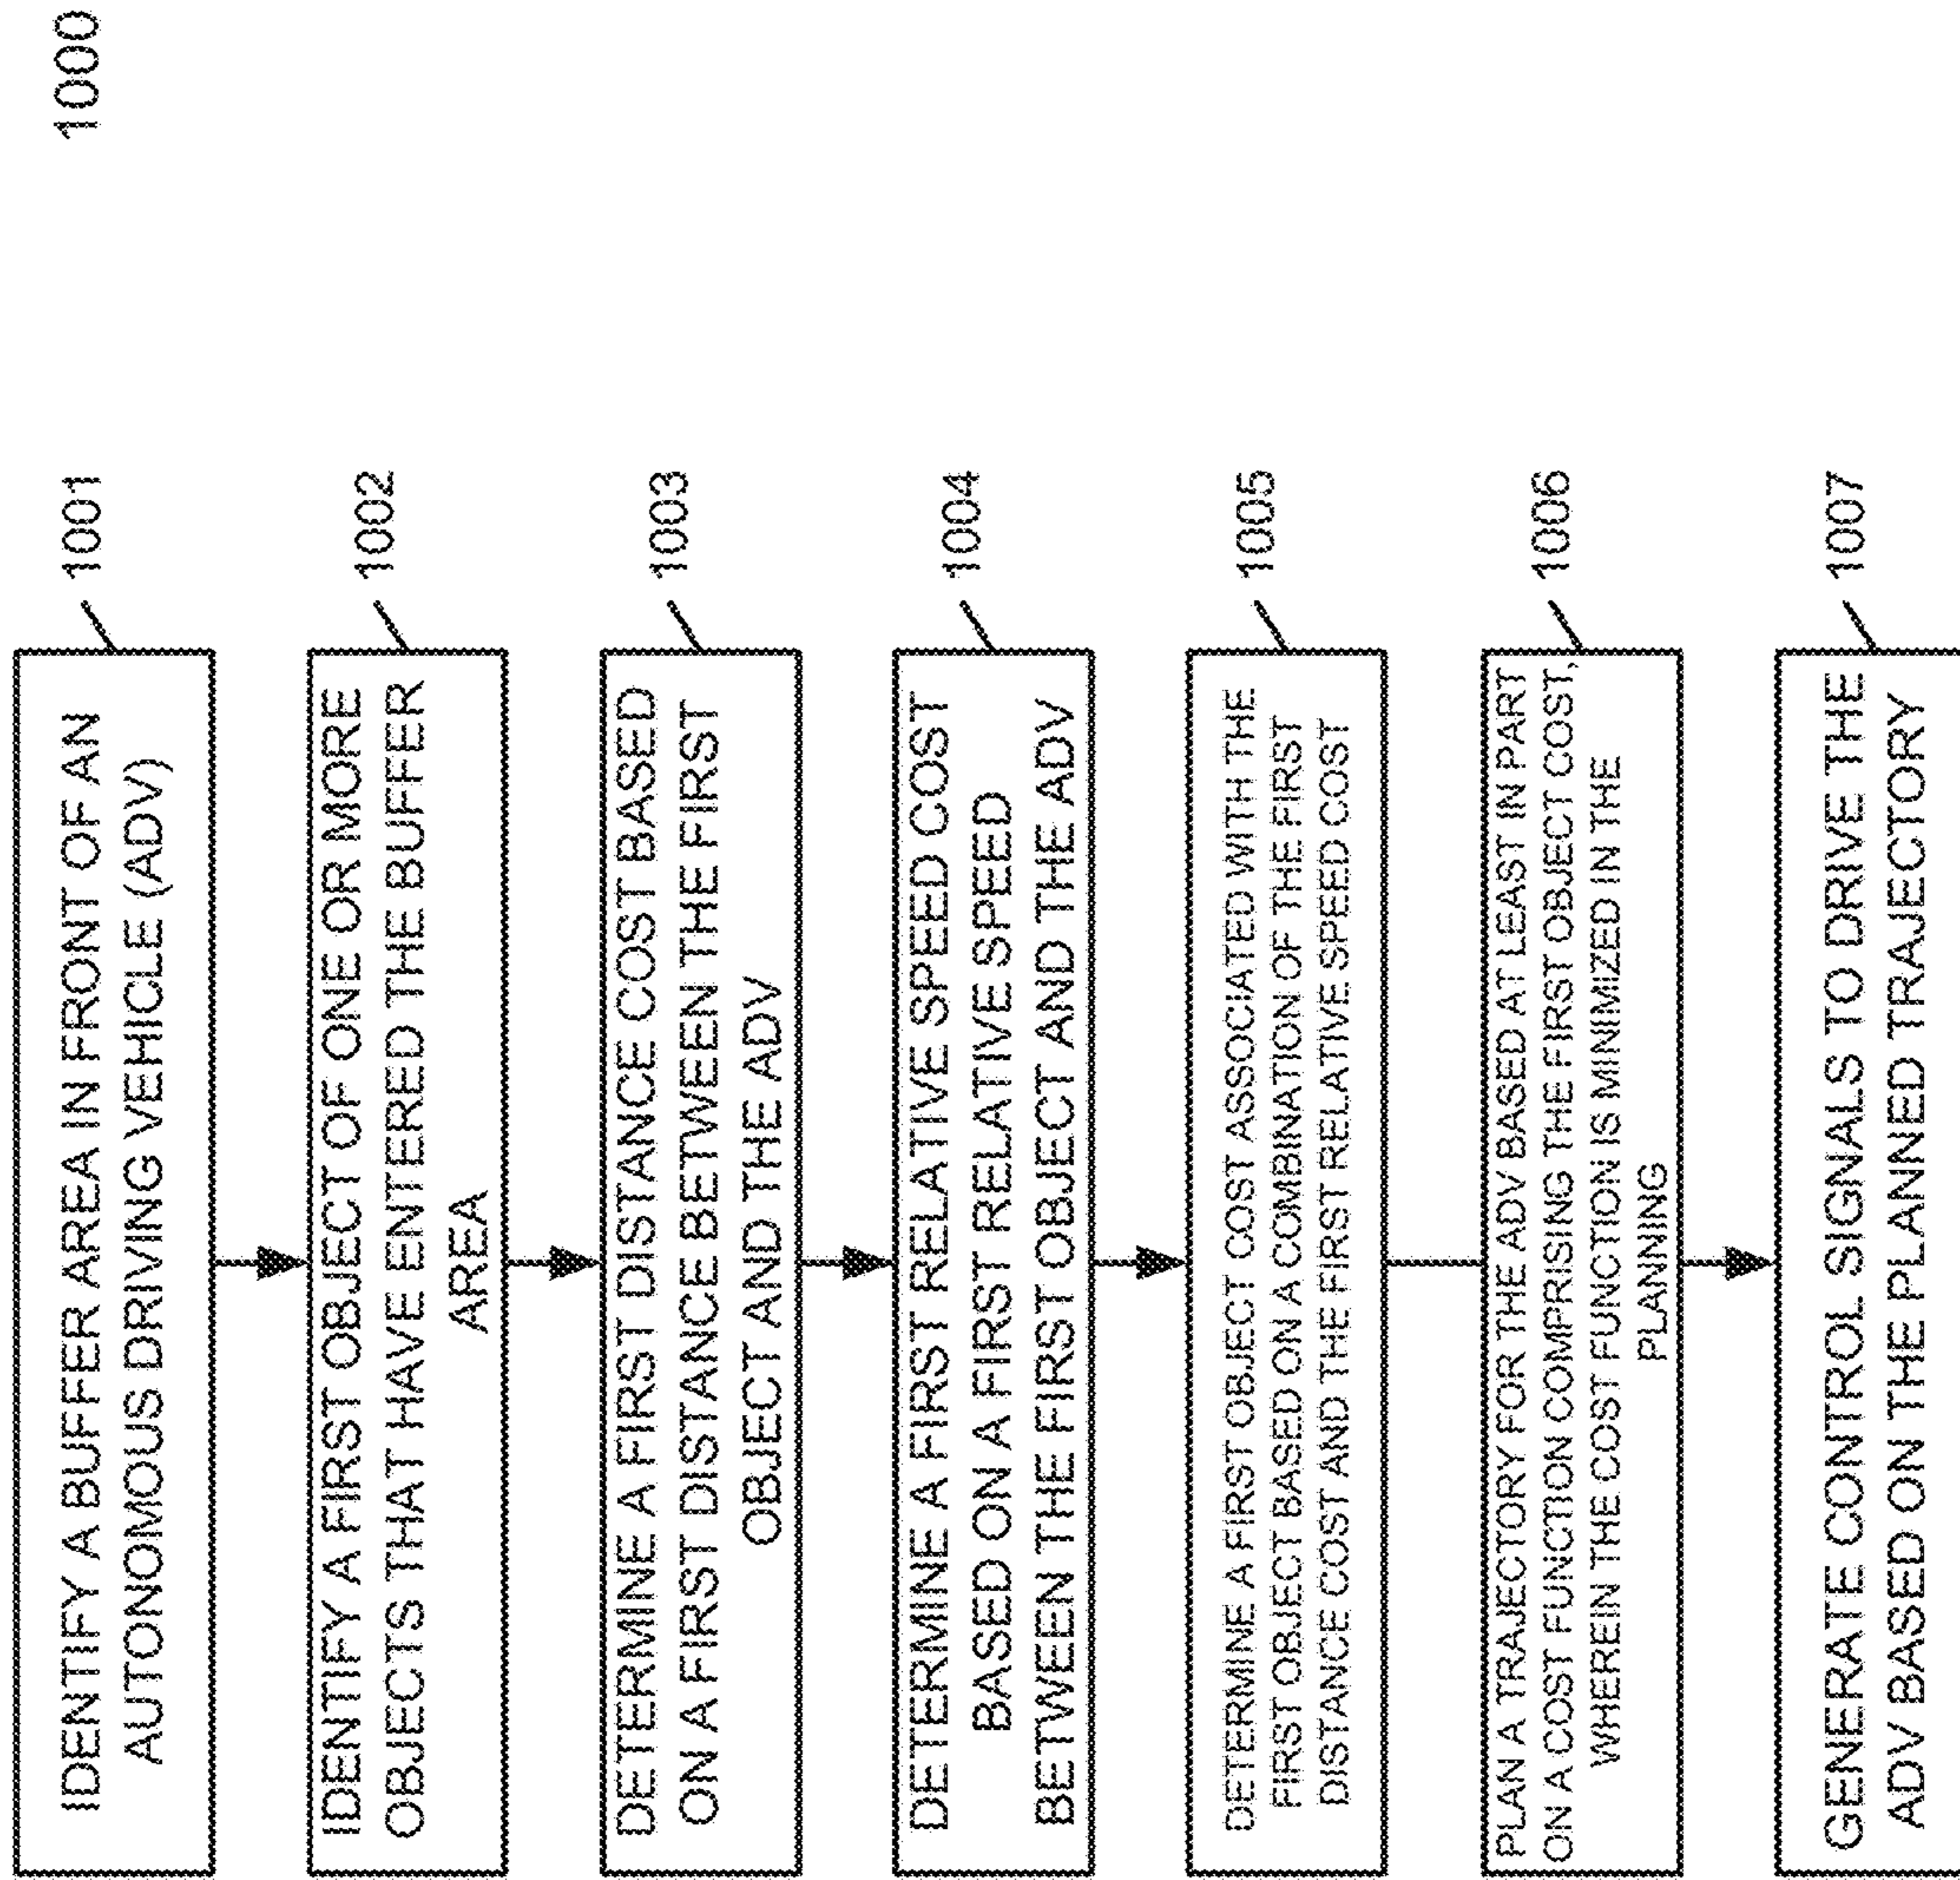 1000
IDENTIFY A BUFFER AREA IN FRONT OF AN
AUTONOMOUS DRIVING VEHICLE (ADV)
1001
IDENTIFY A FIRST OBJECT OF ONE OR MORE
OBJECTS THAT HAVE ENTERED THE BUFFER
AREA
1002
DETERMINE A FIRST DISTANCE COST BASED
ON A FIRST DISTANCE BETWEEN THE FIRST
OBJECT AND THE ADV
1003
DETERMINE A FIRST RELATIVE SPEED COST
BASED ON A FIRST RELATIVE SPEED
BETWEEN THE FIRST OBJECT AND THE ADV
1004
DETERMINE A FIRST OBJECT COST ASSOCIATED WITH THE
FIRST OBJECT BASED ON A COMBINATION OF THE FIRST
DISTANCE COST AND THE FIRST RELATIVE SPEED COST
1005
PLAN A TRAJECTORY FOR THE ADV BASED AT LEAST IN PART
ON A COST FUNCTION COMPRISING THE FIRST OBJECT COST,
WHEREIN THE COST FUNCTION IS MINIMIZED IN THE
PLANNING
1006
GENERATE CONTROL SIGNALS TO DRIVE THE
ADV BASED ON THE PLANNED TRAJECTORY
1007